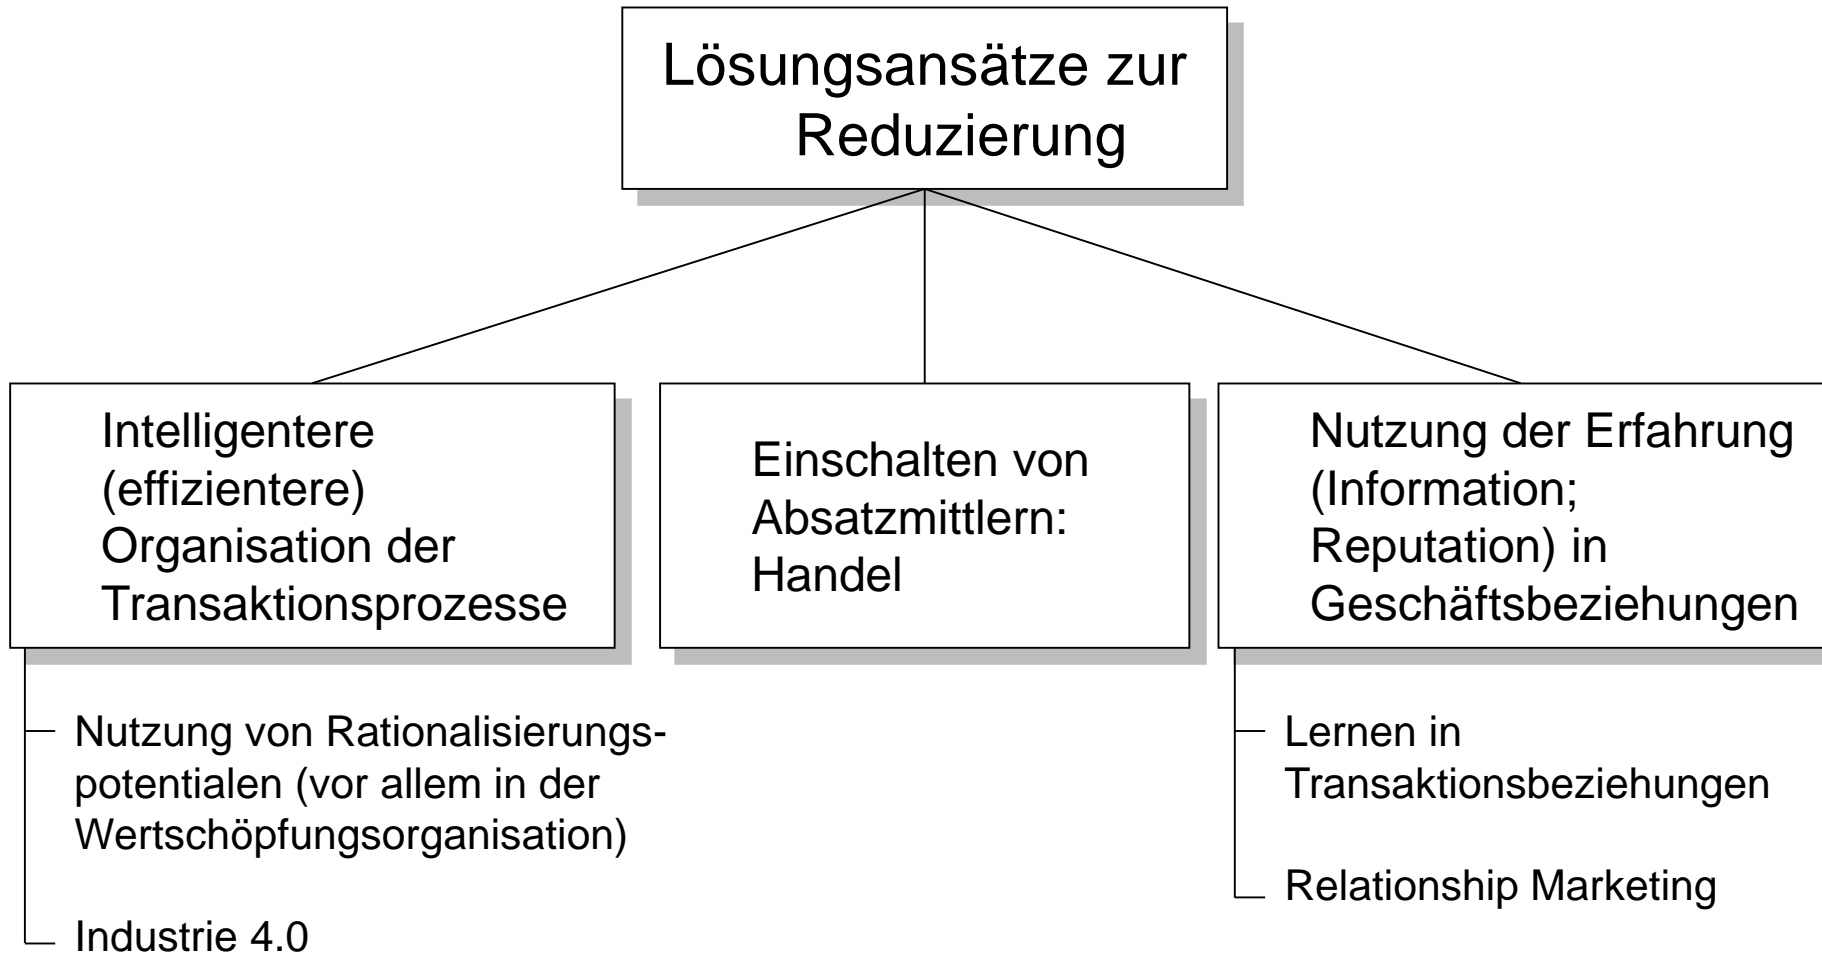 Lösungsansätze zur
Reduzierung
Intelligentere
(effizientere)
Organisation der
Transaktionsprozesse
Nutzung von Rationalisierungs-
potentialen (vor allem in der
Wertschöpfungsorganisation)
Industrie 4.0
Einschalten von
Absatzmittlern:
Handel
Nutzung der Erfahrung
(Information;
Reputation) in
Geschäftsbeziehungen
Lernen in
Transaktionsbeziehungen
Relationship Marketing